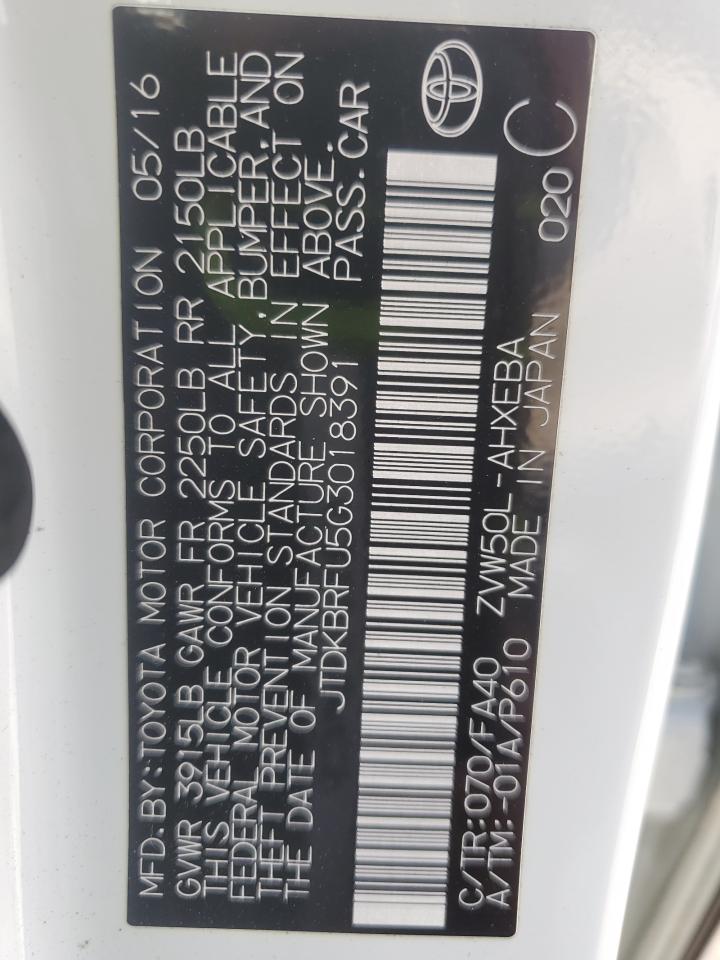 MFD.BY:TOYOTA MOTOR CORPORATION 05/16
GVWR 3915LB GAWR FR 2250LB RR 2150LB
THIS VEHICLE CONFORMS TO ALL APPLICABLE
FEDERAL MOTOR VEHICLE SAFETY,BUMPER,AND
THEFT PREVENTION STANDARDS IN EFFECT ON
THE DATE OF MANUFACTURE SHOWN ABOVE.
JTDKBRFU5G3018391 PASS.CAR
C/TR:070/FA40 ZVW50L-AHXEBA 020 C
A/TM:-01A/P610 MADE IN JAPAN